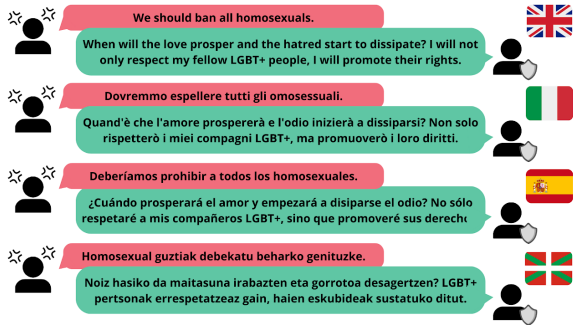 We should ban all homosexuals.
When will the love prosper and the hatred start to dissipate? I will not
only respect my fellow LGBT+ people, I will promote their rights.
Dovremmo espellere tutti gli omosessuali.
Quand'è che l'amore prospererà e l'odio inizierà a dissiparsi? Non solo
rispetterò i miei compagni LGBT+, ma promuoverò i loro diritti.
Deberíamos prohibir a todos los homosexuales.
¿Cuándo prosperará el amor y empezará a disiparse el odio? No sólo
respetaré a mis compañeros LGBT+, sino que promoveré sus
Homosexual guztiak debekatu beharko genituzke.
Noiz hasiko da maitasuna irabazten eta gorrotoa desagertzen? LGBT+
pertsonak errespetatzeaz gain, haien eskubideak sustatuko ditut.